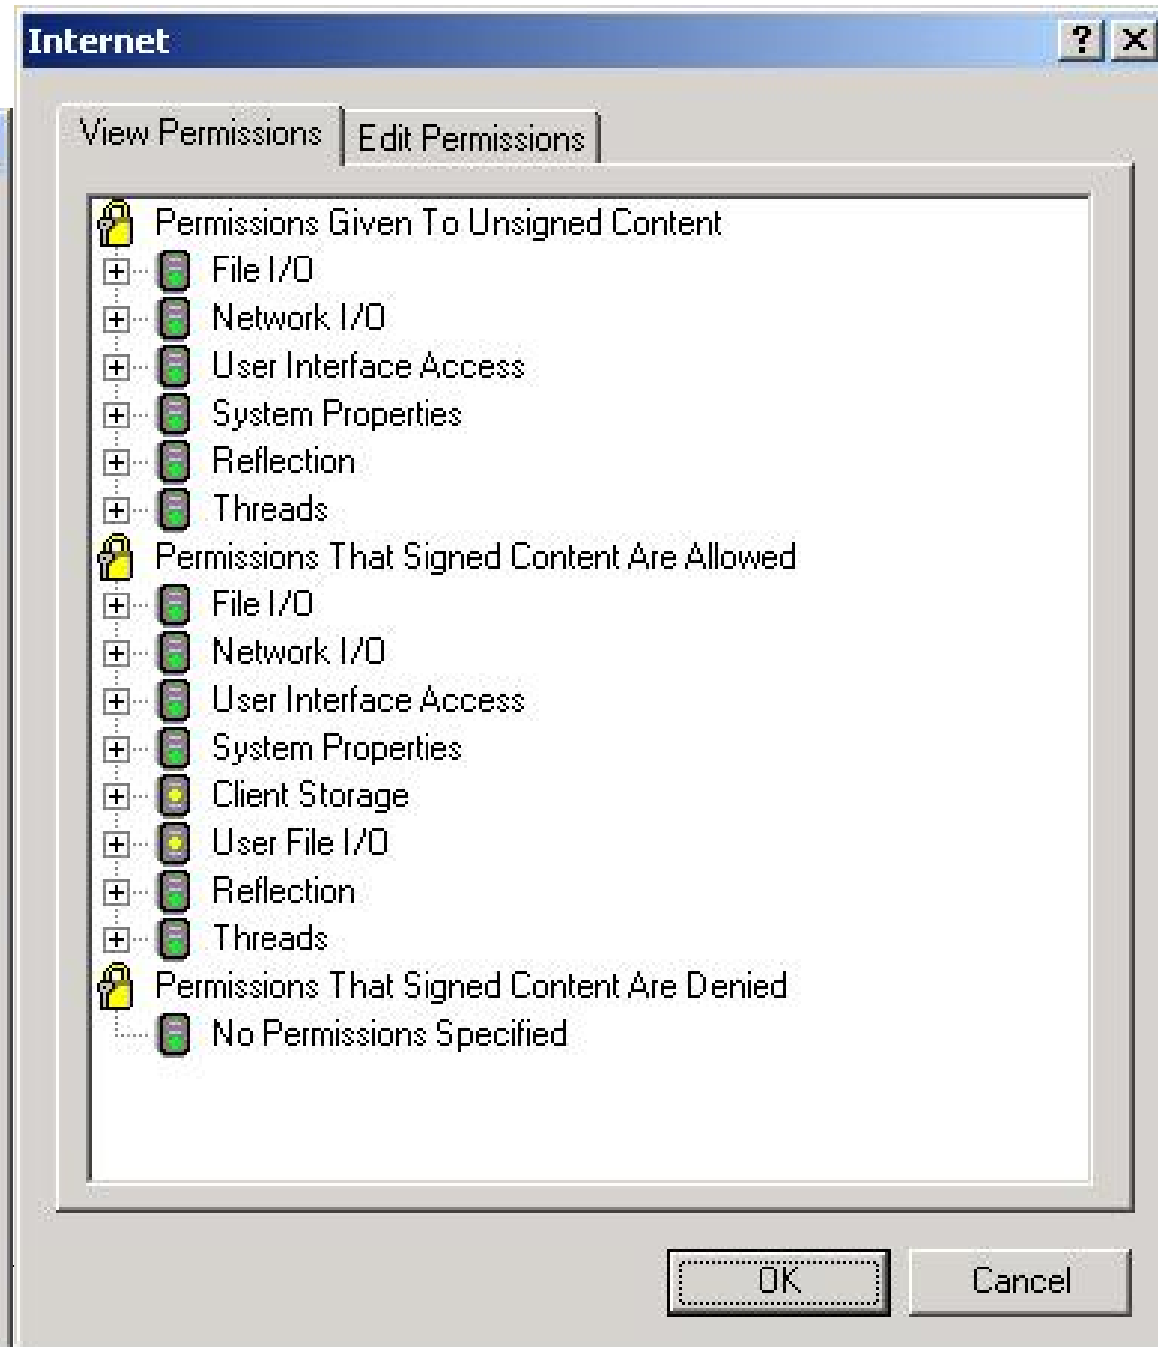 Internet
View Permissions
Edit Permissions
Permissions Given To Unsigned Content
File I/O
Network I/O
User Interface Access
System Properties
Reflection
Threads
Permissions That Signed Content Are Allowed
File I/O
Network I/O
User Interface Access
System Properties
Client Storage
User File I/O
Reflection
Threads
Permissions That Signed Content Are Denied
No Permissions Specified
OK
Cancel